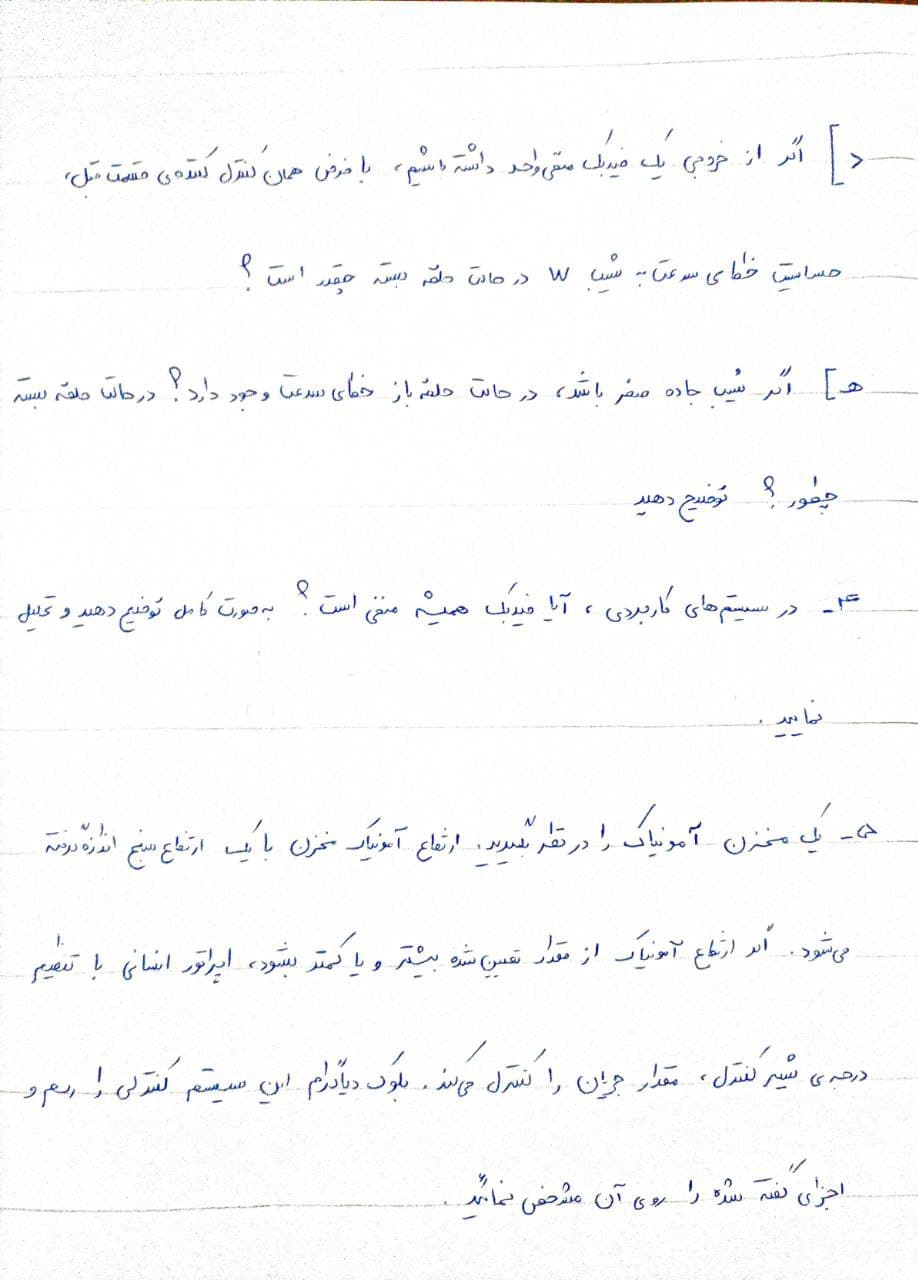 د] اگر از خروجی یک فیدبک منفی واحد داشته باشیم، با فرض همان کنترل کننده‌ی قسمت قبل،
حساسیت خطای سرعت به شیب w در حالت حلقه بسته چقدر است؟
هـ] اگر شیب جاده صفر باشد، در حالت حلقه باز خطای سرعت وجود دارد؟ در حالت حلقه بسته
چطور؟ توضیح دهید
۴- در سیستم‌های کاربردی، آیا فیدبک همیشه منفی است؟ به صورت کامل توضیح دهید و تحلیل
نمایید.
۵- یک مخزن آمونیاک را در نظر بگیرید. ارتفاع آمونیاک مخزن با یک ارتفاع سنج اندازه گرفته
می‌شود. اگر ارتفاع آمونیاک از مقدار تعیین شده بیشتر و یا کمتر بشود، اپراتور انسانی با تنظیم
درجه‌ی شیر کنترل، مقدار جریان را کنترل می‌کند. بلوک دیاگرام این سیستم کنترلی را رسم و
اجزای گفته شده را روی آن مشخص نمائید.